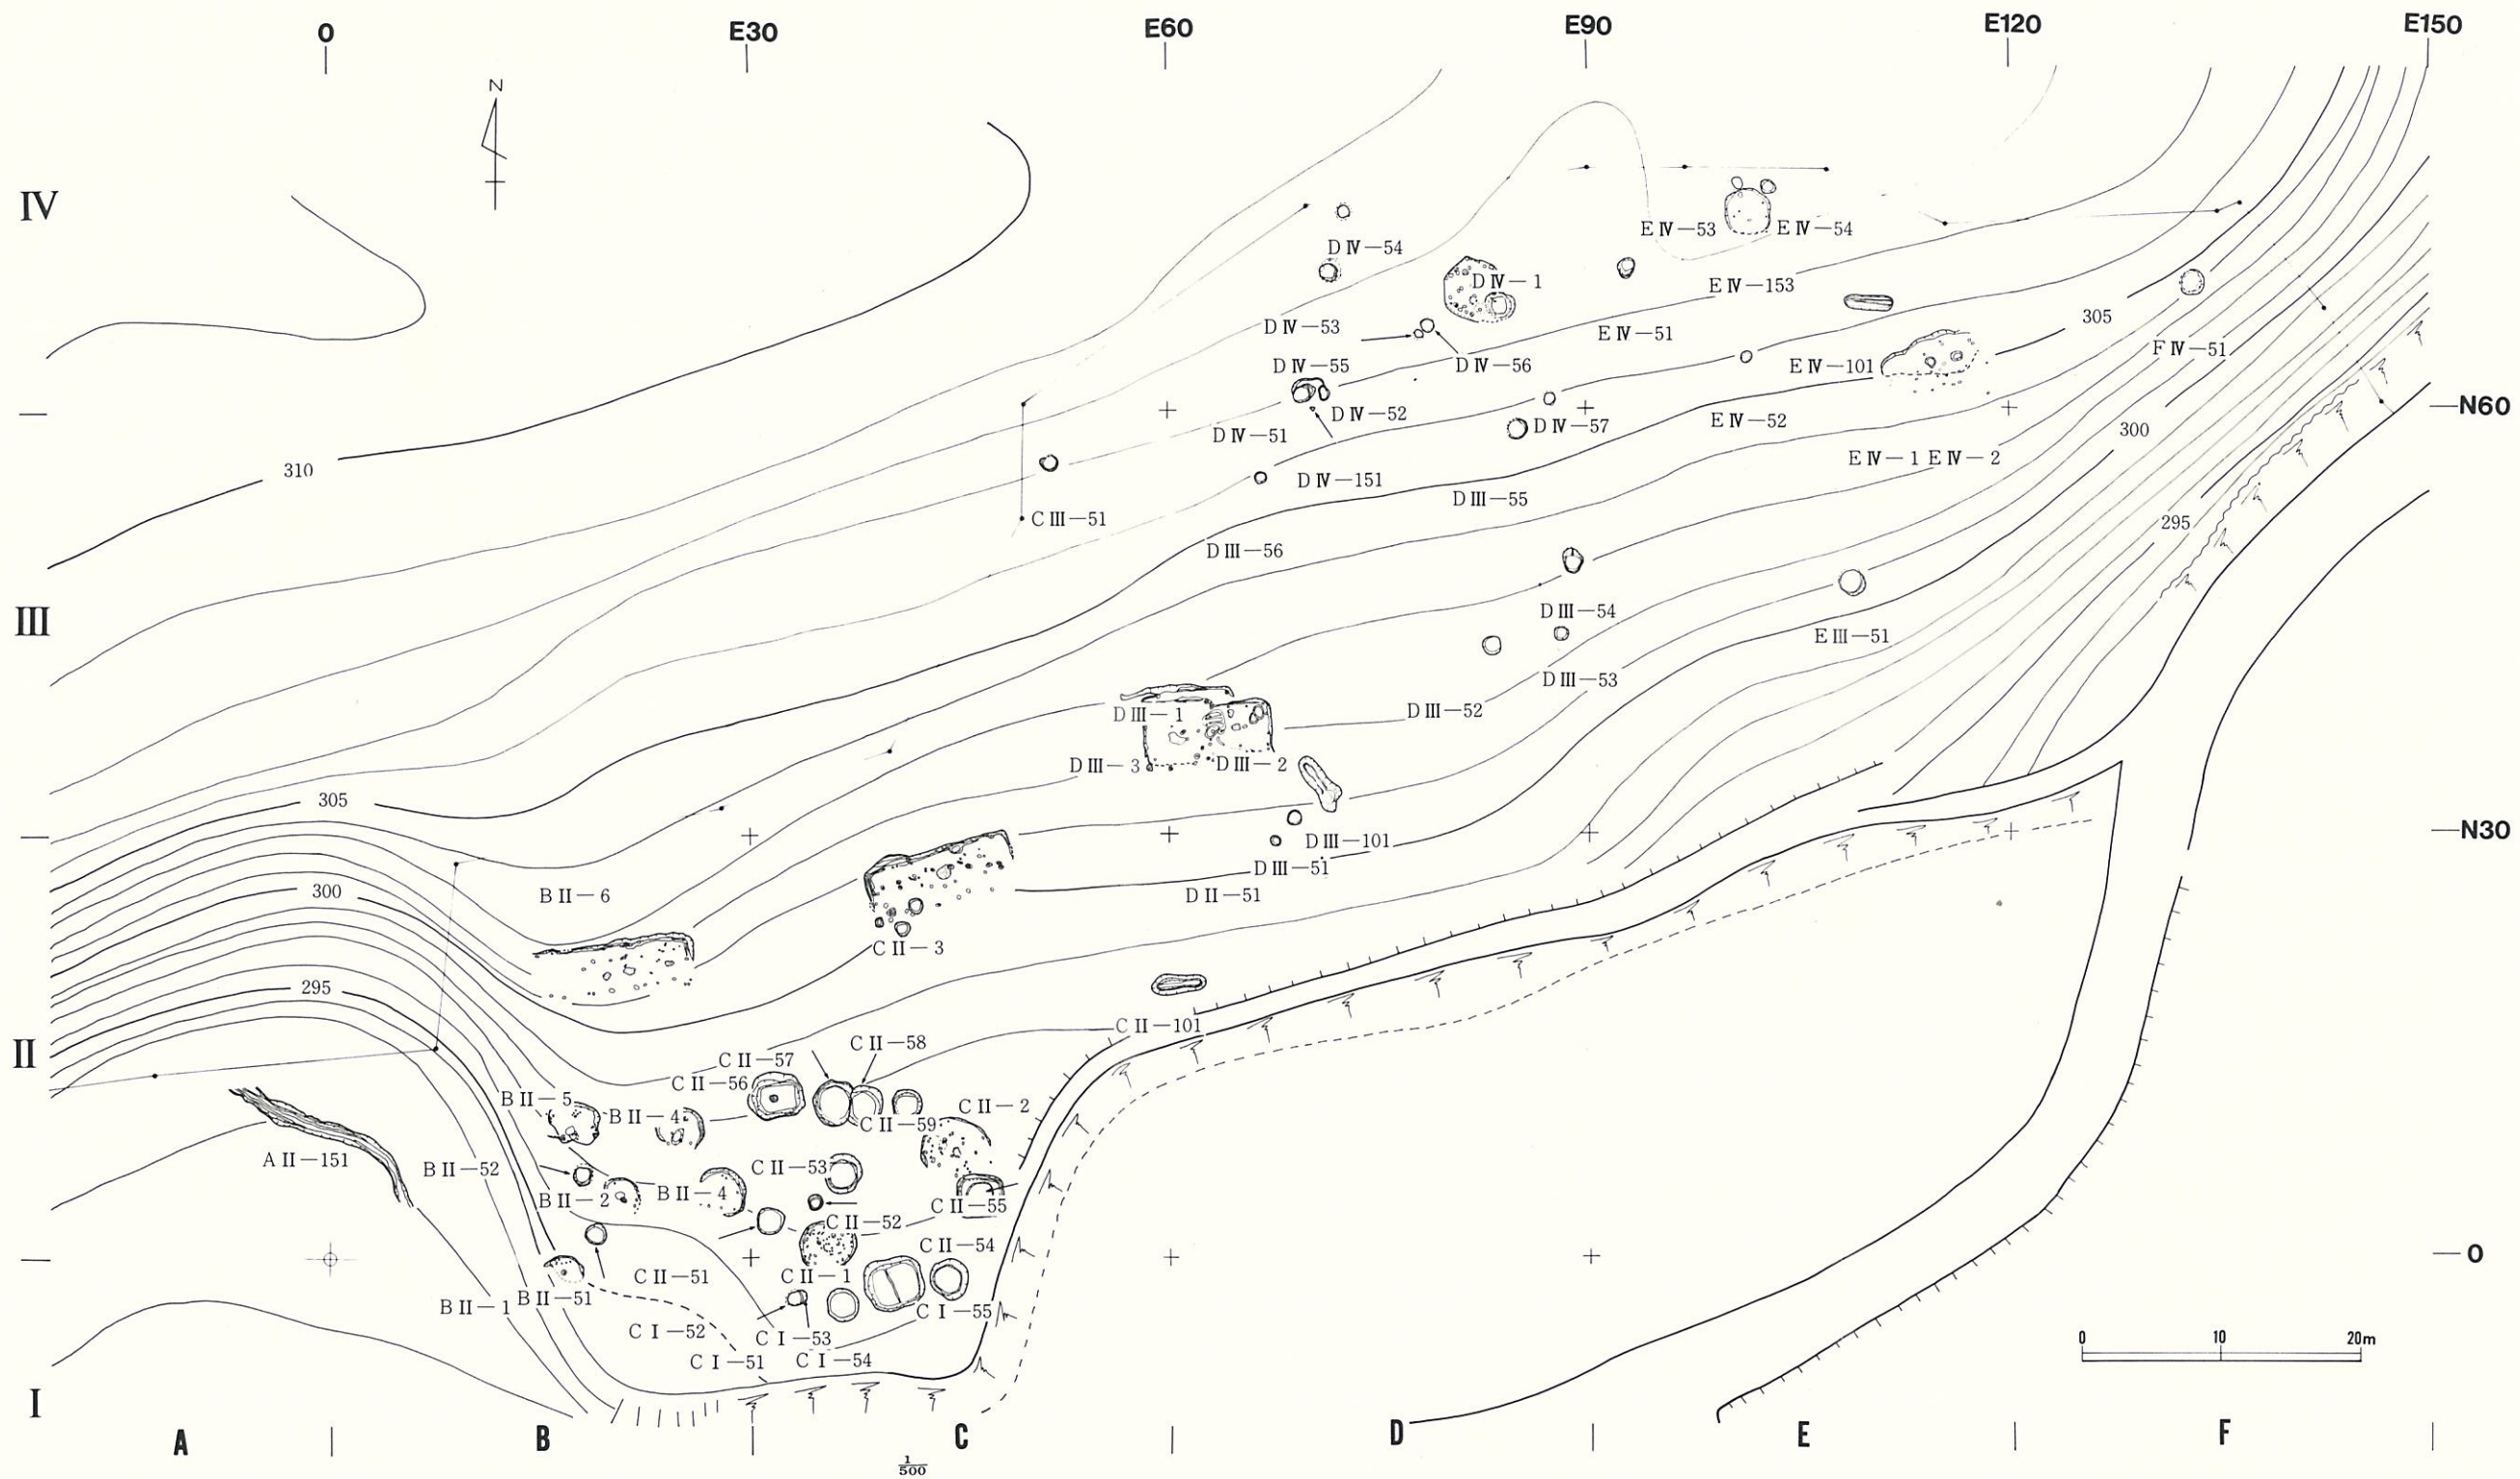 0 E30 E60 E90 E120 E150
N
IV
E IV—53 E IV—54
D IV—54
D IV—1
E IV—153
305
D IV—53
E IV—51
F IV—51
D IV—55
D IV—56
E IV—101
N60
D IV—52
D IV—57
E IV—52
D IV—51
300
E IV—1 E IV—2
310
D IV—151
D III—55
C III—51
295
D III—56
III
D III—54
E III—51
D III—53
D III—1
D III—52
D III—3
D III—2
305
N30
D III—101
D III—51
300
B II—6
D II—51
C II—3
295
C II—101
II
C II—58
C II—57
C II—56
B II—5
C II—2
B II—4
C II—59
A II—151
B II—52
C II—53
B II—4
B II—2
C II—55
C II—52
C II—54
0
C II—51
C II—1
B II—51
B II—1
C I—55
C I—52
C I—53
0 10 20m
C I—51
C I—54
I
A B C D E F
1/500